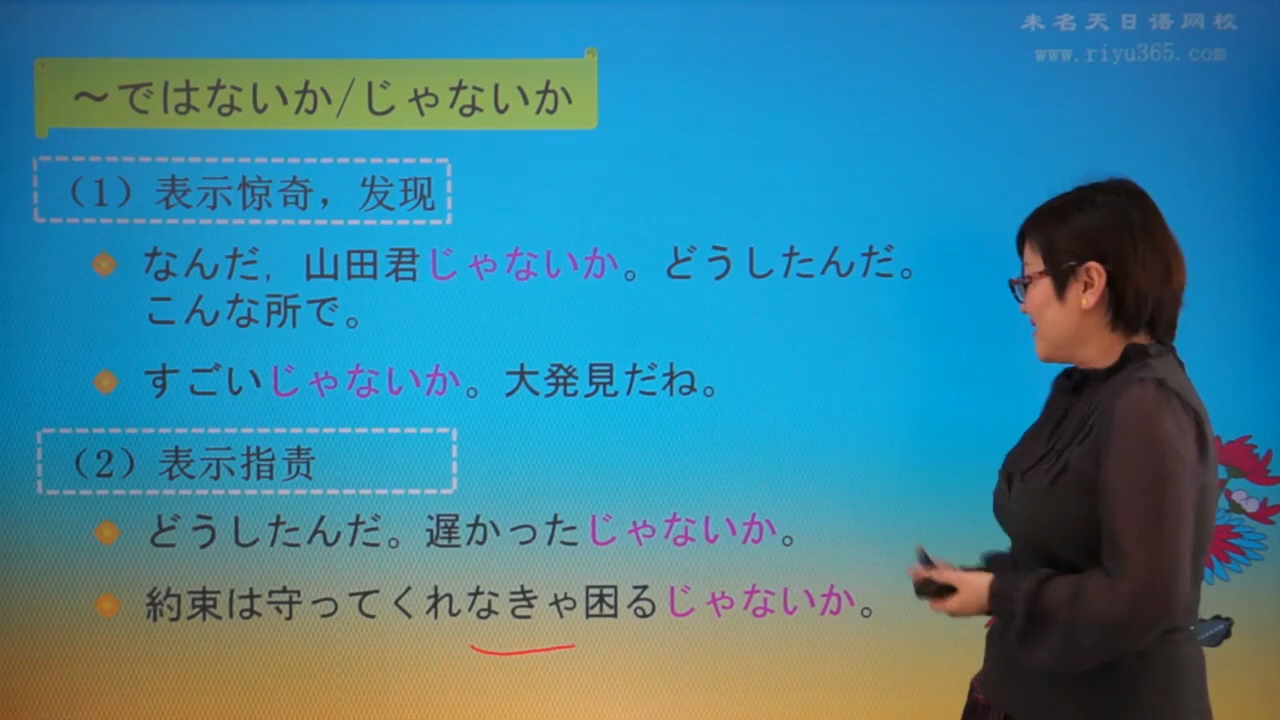 未名天日语网校
www.riyu365.com
～ではないか/じゃないか
（1）表示惊奇，发现
なんだ，山田君じゃないか。どうしたんだ。
こんな所で。
すごいじゃないか。大発見だね。
（2）表示指责
どうしたんだ。遅かったじゃないか。
約束は守ってくれなきゃ困るじゃないか。